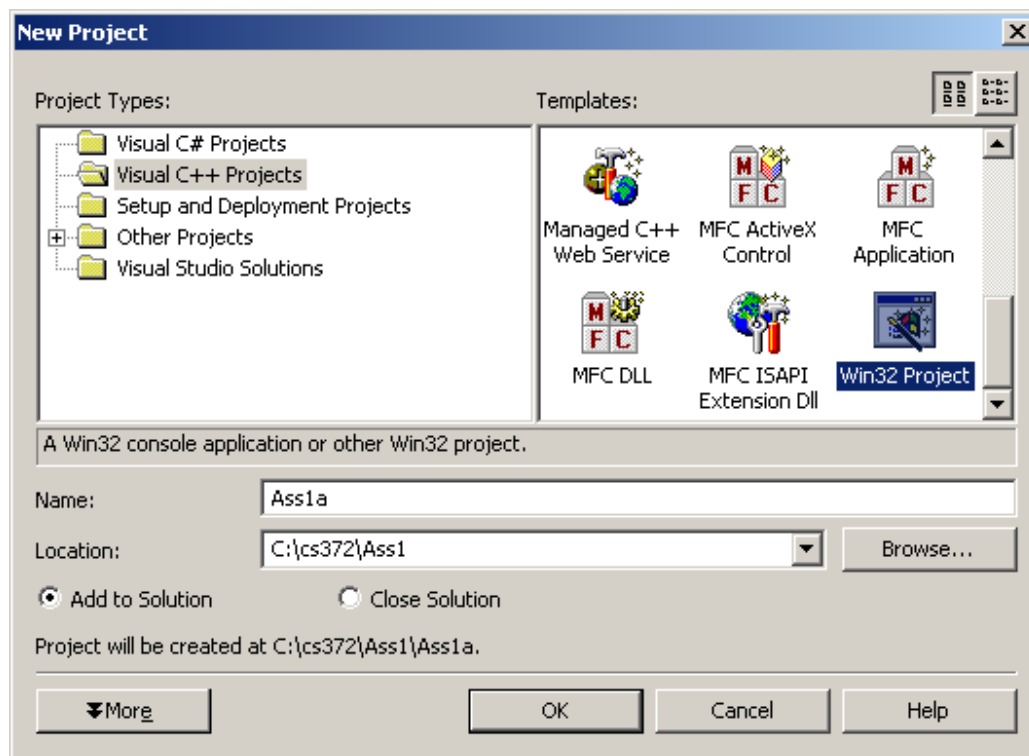 New Project
Project Types:
Templates:
Visual C# Projects
Visual C++ Projects
Setup and Deployment Projects
Other Projects
Visual Studio Solutions
Managed C++
Web Service
MFC ActiveX
Control
MFC
Application
MFC DLL
MFC ISAPI
Extension Dll
Win32 Project
A Win32 console application or other Win32 project.
Name:
Ass1a
Location:
C:\cs372\Ass1
Browse...
Add to Solution
Close Solution
Project will be created at C:\cs372\Ass1\Ass1a.
More
OK
Cancel
Help